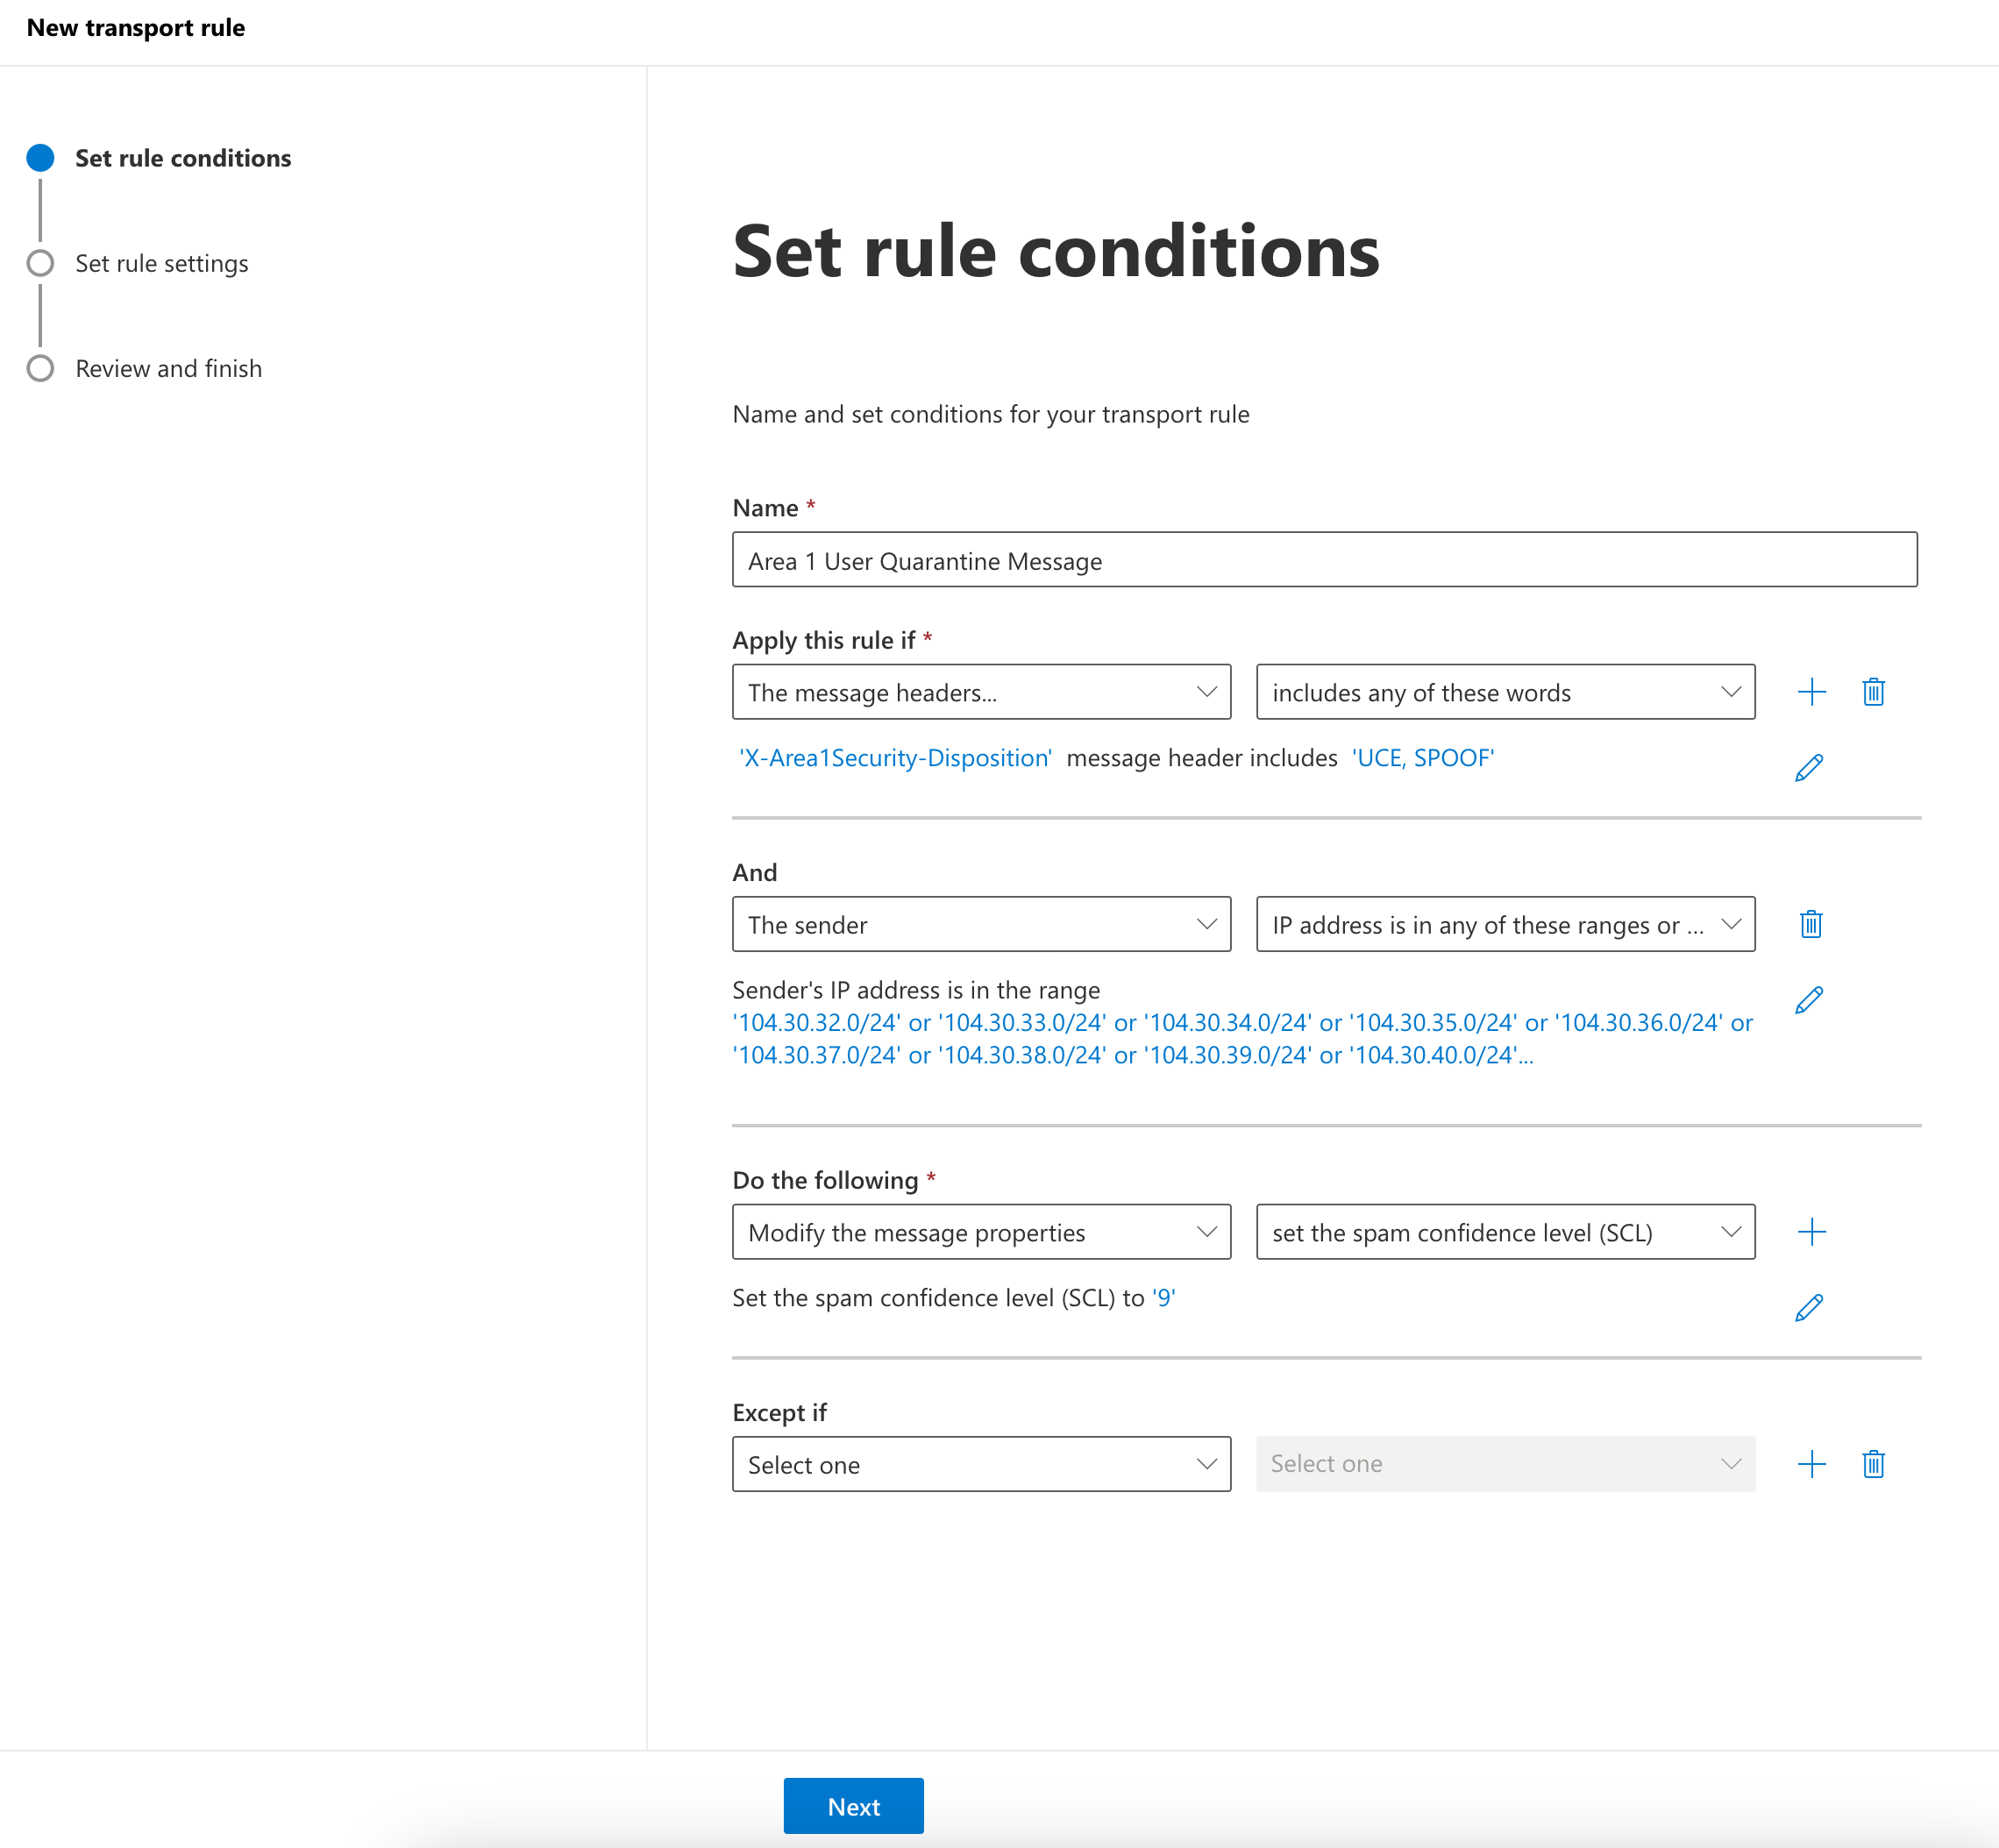 New transport rule
Set rule conditions
Set rule settings
Review and finish
Set rule conditions
Name and set conditions for your transport rule
Name *
Area 1 User Quarantine Message
Apply this rule if *
The message headers... includes any of these words
'X-Area1Security-Disposition' message header includes 'UCE, SPOOF'
And
The sender IP address is in any of these ranges or ...
Sender's IP address is in the range
'104.30.32.0/24' or '104.30.33.0/24' or '104.30.34.0/24' or '104.30.35.0/24' or '104.30.36.0/24' or
'104.30.37.0/24' or '104.30.38.0/24' or '104.30.39.0/24' or '104.30.40.0/24'...
Do the following *
Modify the message properties set the spam confidence level (SCL)
Set the spam confidence level (SCL) to '9'
Except if
Select one Select one
Next